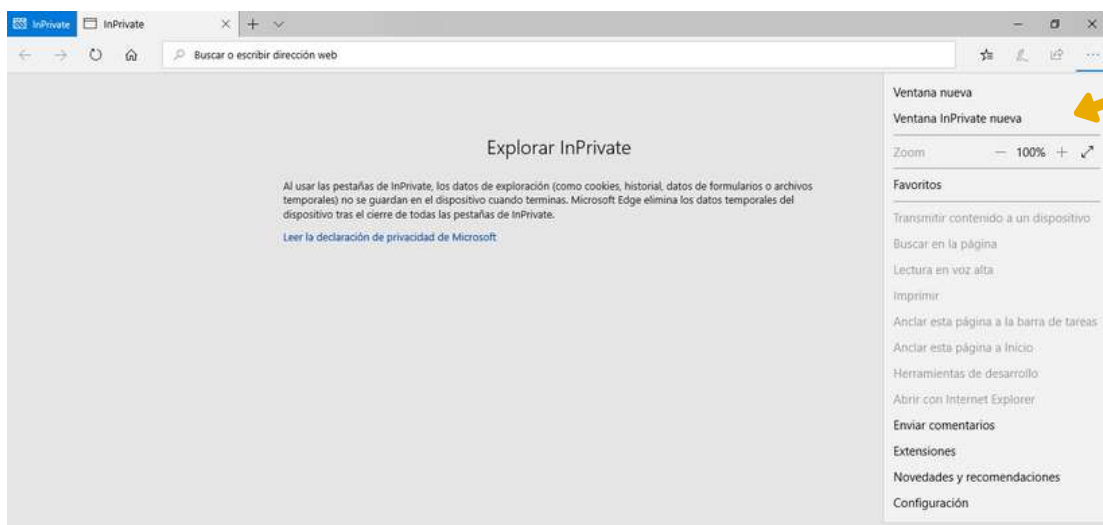 InPrivate InPrivate
Buscar o escribir dirección web
Ventana nueva
Ventana InPrivate nueva
Zoom 100%
Favoritos
Transmitir contenido a un dispositivo
Buscar en la página
Lectura en voz alta
Imprimir
Anclar esta página a la barra de tareas
Anclar esta página a Inicio
Herramientas de desarrollo
Abrir con Internet Explorer
Enviar comentarios
Extensiones
Novedades y recomendaciones
Configuración
Explorar InPrivate
Al usar las pestañas de InPrivate, los datos de exploración (como cookies, historial, datos de formularios o archivos
temporales) no se guardan en el dispositivo cuando terminas. Microsoft Edge elimina los datos temporales del
dispositivo tras el cierre de todas las pestañas de InPrivate.
Leer la declaración de privacidad de Microsoft